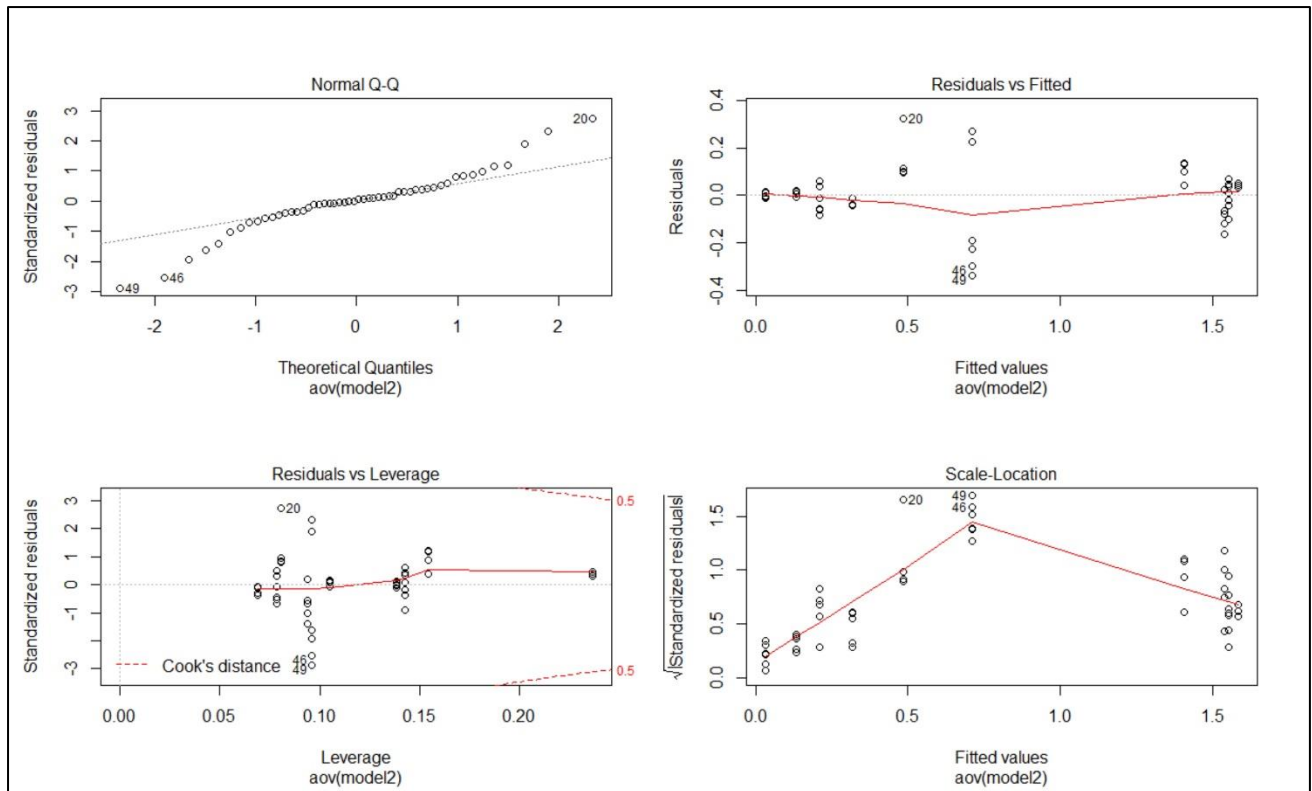 Normal Q-Q
Standardized residuals
3
2
1
0
-1
-2
-3
20
46
49
-2 -1 0 1 2
Theoretical Quantiles
aov(model2)
Residuals vs Fitted
Residuals
0.4
0.2
0.0
-0.2
-0.4
20
46
49
0.0 0.5 1.0 1.5
Fitted values
aov(model2)
Residuals vs Leverage
Standardized residuals
3
2
1
0
-1
-3
20
0.5
46
49
Cook's distance
0.5
0.00 0.05 0.10 0.15 0.20
Leverage
aov(model2)
Scale-Location
√|Standardized residuals|
1.5
1.0
0.5
0.0
20
49
46
0.0 0.5 1.0 1.5
Fitted values
aov(model2)